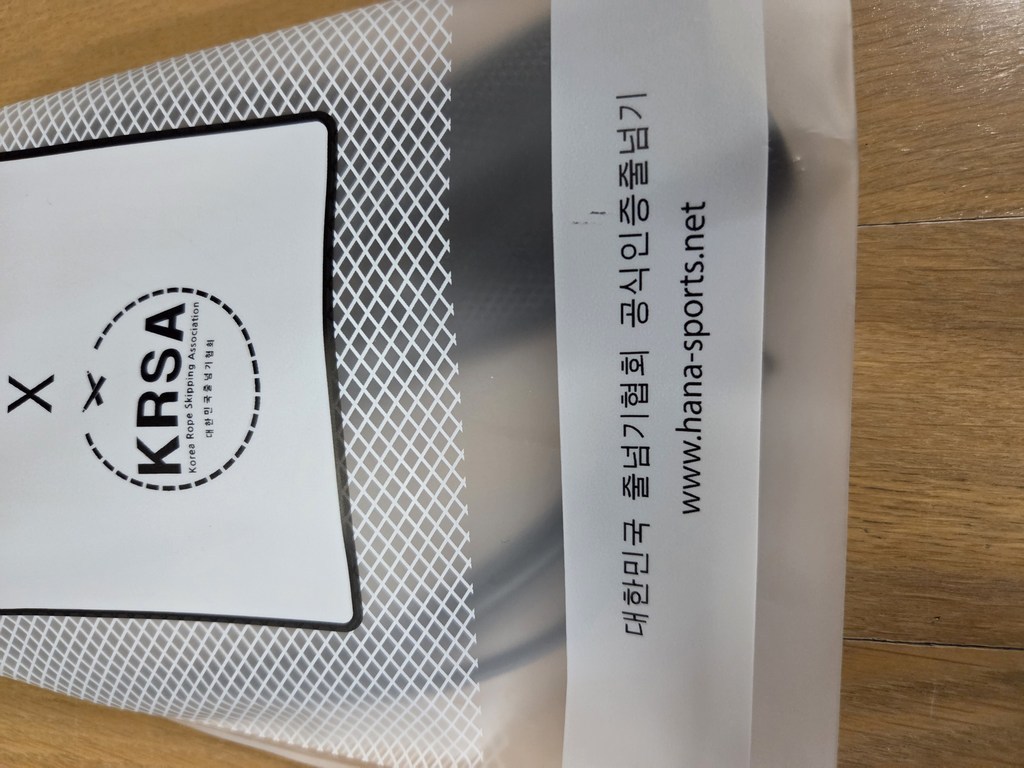 X
KRSA
Korea Rope Skipping Association
대한민국줄넘기협회
대한민국 줄넘기협회 공식인증줄넘기
www.hana-sports.net